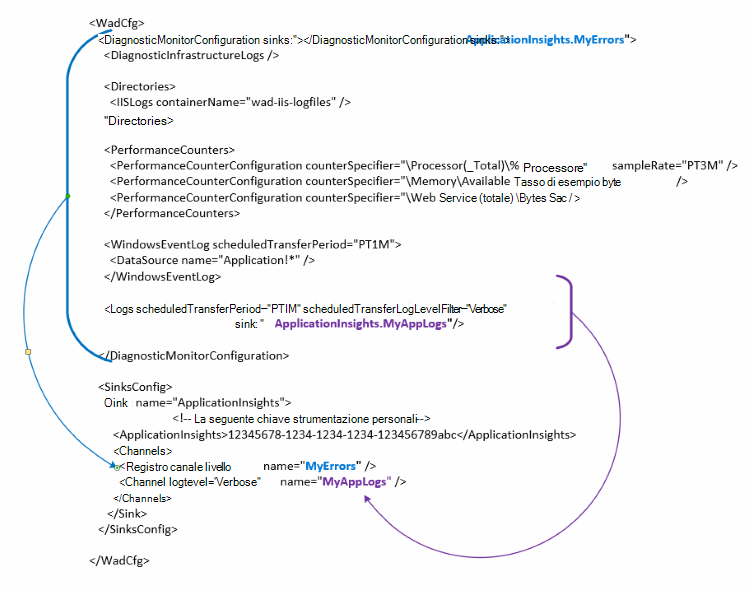 <WadCfg>
<DiagnosticMonitorConfiguration sinks:"></DiagnosticMonitorConfiguration sinks:"> ApplicationInsights.MyErrors">
<DiagnosticInfrastructureLogs />
<Directories>
<IISLogs containerName="wad-iis-logfiles" />
"Directories>
<PerformanceCounters>
<PerformanceCounterConfiguration counterSpecifier="\Processor(_Total)\% Processore" sampleRate="PT3M" />
<PerformanceCounterConfiguration counterSpecifier="\Memory\Available Tasso di esempio byte />
<PerformanceCounterConfiguration counterSpecifier="\Web Service (totale) \Bytes Sac / >
</PerformanceCounters>
<WindowsEventLog scheduledTransferPeriod="PT1M">
<DataSource name="Application!*" />
</WindowsEventLog>
<Logs scheduledTransferPeriod="PTIM" scheduledTransferLogLevelFilter="Verbose"
sink: " ApplicationInsights.MyAppLogs"/>
</DiagnosticMonitorConfiguration>
<SinksConfig>
Oink name="ApplicationInsights">
<!-- La seguente chiave strumentazione personali-->
<ApplicationInsights>12345678-1234-1234-1234-123456789abc</ApplicationInsights>
<Channels>
<Registro canale livello name="MyErrors" />
<Channel logtevel="Verbose" name="MyAppLogs" />
</Channels>
</Sink>
</SinksConfig>
</WadCfg>